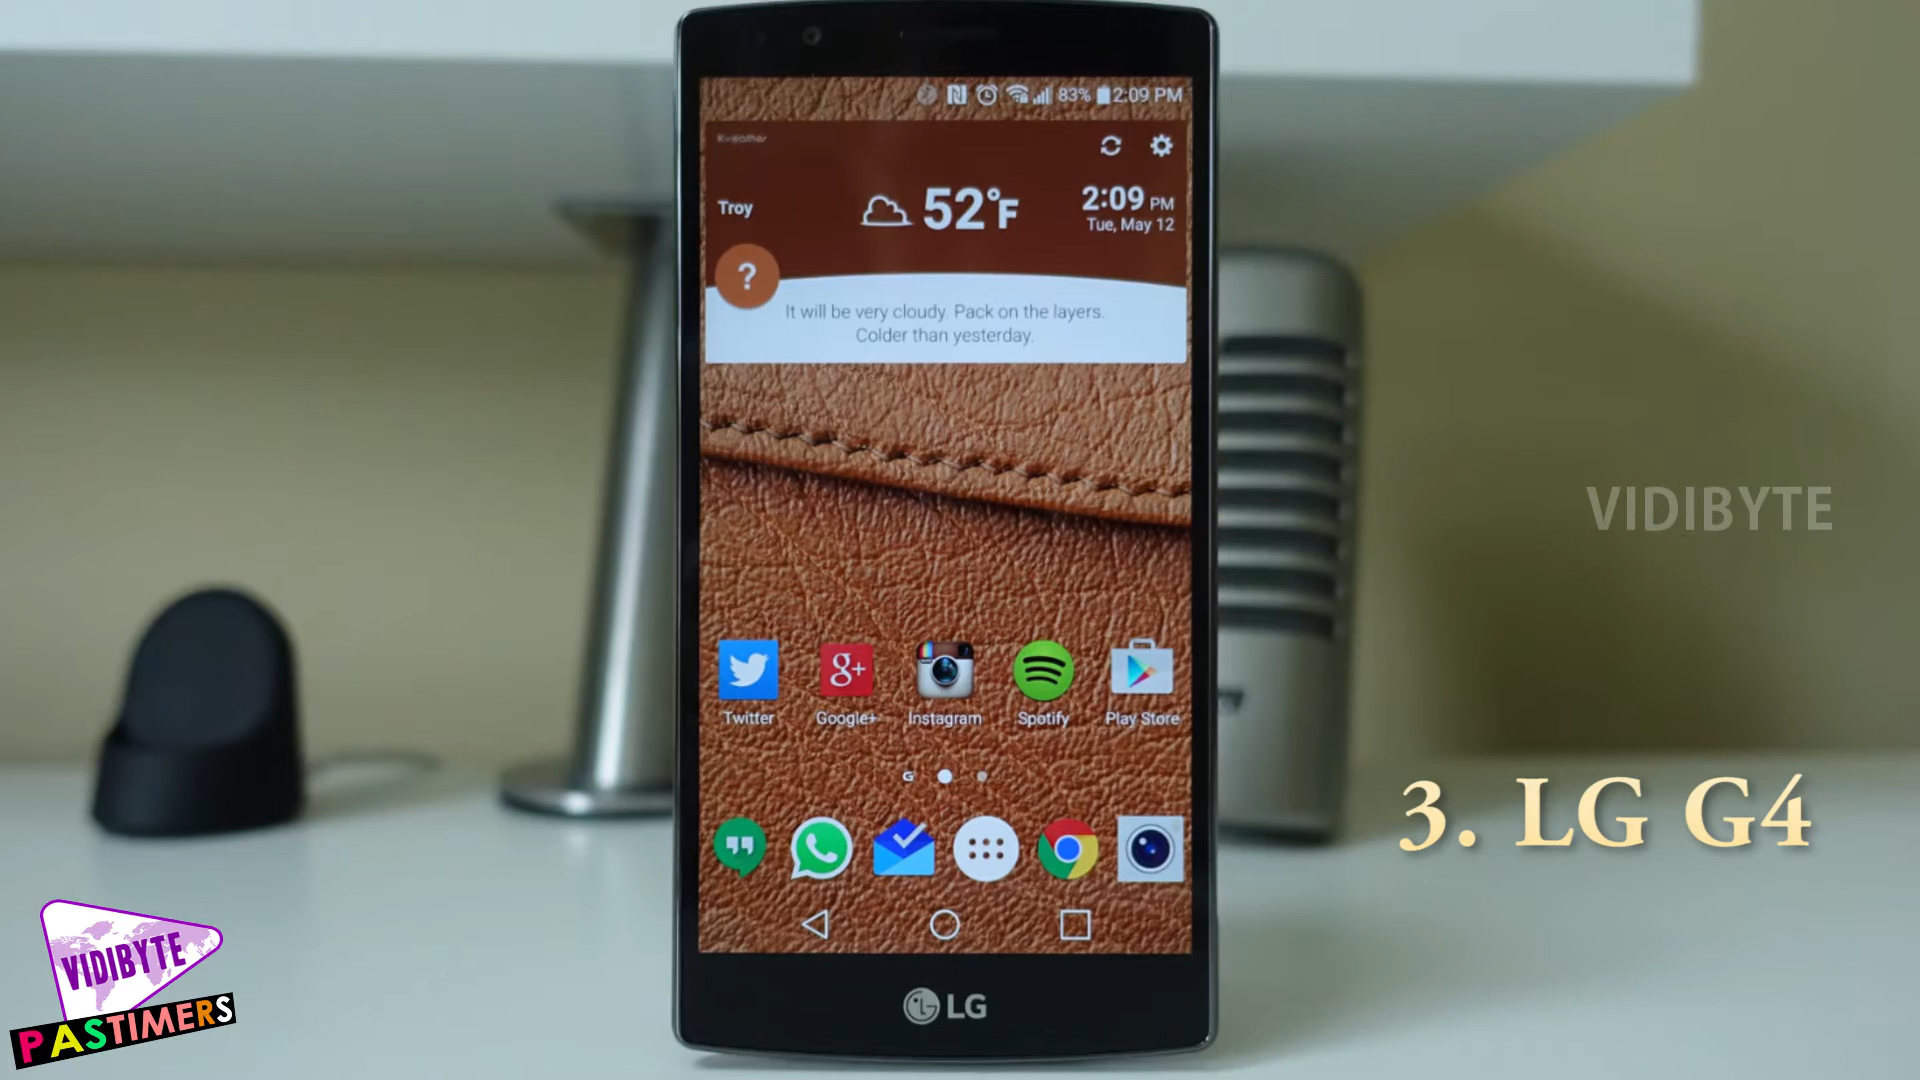 83% 2:09 PM
Kweather
Troy
52°F
2:09 PM
Tue, May 12
?
It will be very cloudy. Pack on the layers.
Colder than yesterday.
VIDIBYTE
Twitter
Google+
Instagram
Spotify
Play Store
G
3. LG G4
VIDIBYTE
PASTIMERS
LG